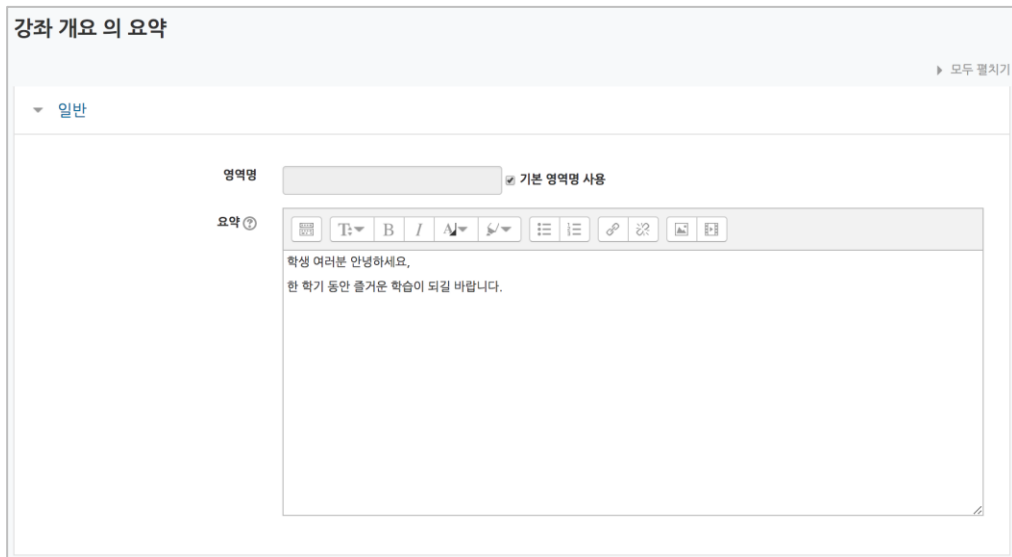 강좌 개요 의 요약
모두 펼치기
일반
영역명
기본 영역명 사용
요약
학생 여러분 안녕하세요,
한 학기 동안 즐거운 학습이 되길 바랍니다.